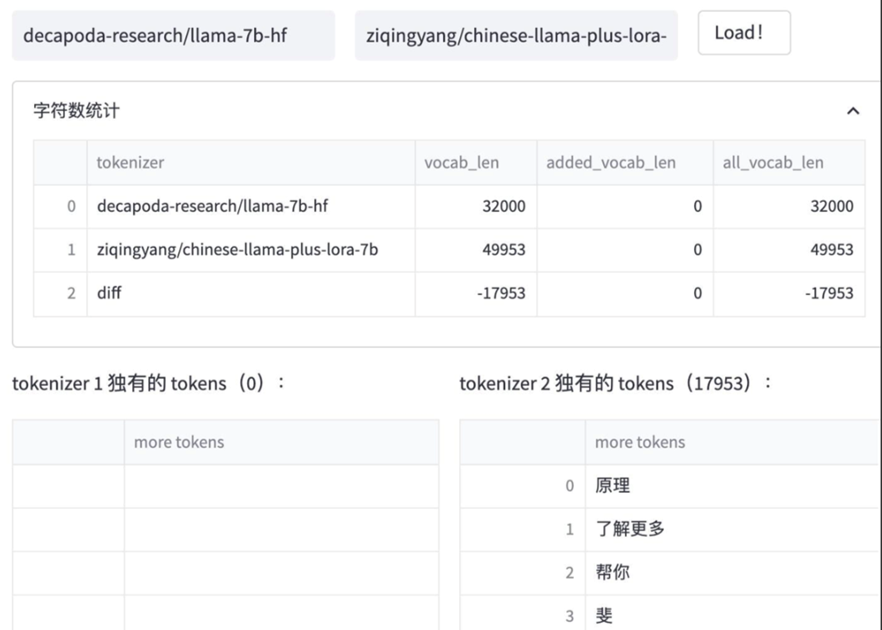 decapoda-research/llama-7b-hf ziqingyang/chinese-llama-plus-lora- Load!
字符数统计
tokenizer vocab_len added_vocab_len all_vocab_len
0 decapoda-research/llama-7b-hf 32000 0 32000
1 ziqingyang/chinese-llama-plus-lora-7b 49953 0 49953
2 diff -17953 0 -17953
tokenizer 1 独有的 tokens（0）： tokenizer 2 独有的 tokens（17953）：
more tokens more tokens
0 原理
1 了解更多
2 帮你
3 斐